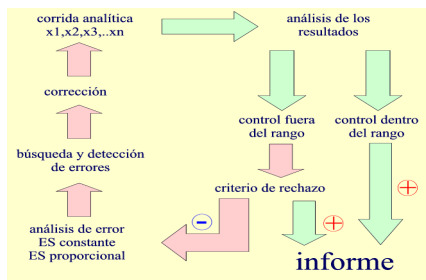 corrida analítica
x1,x2,x3,..xn
análisis de los
resultados
corrección
control fuera
del rango
control dentro
del rango
búsqueda y detección
de errores
criterio de rechazo
análisis de error
ES constante
ES proporcional
−
+
+
informe